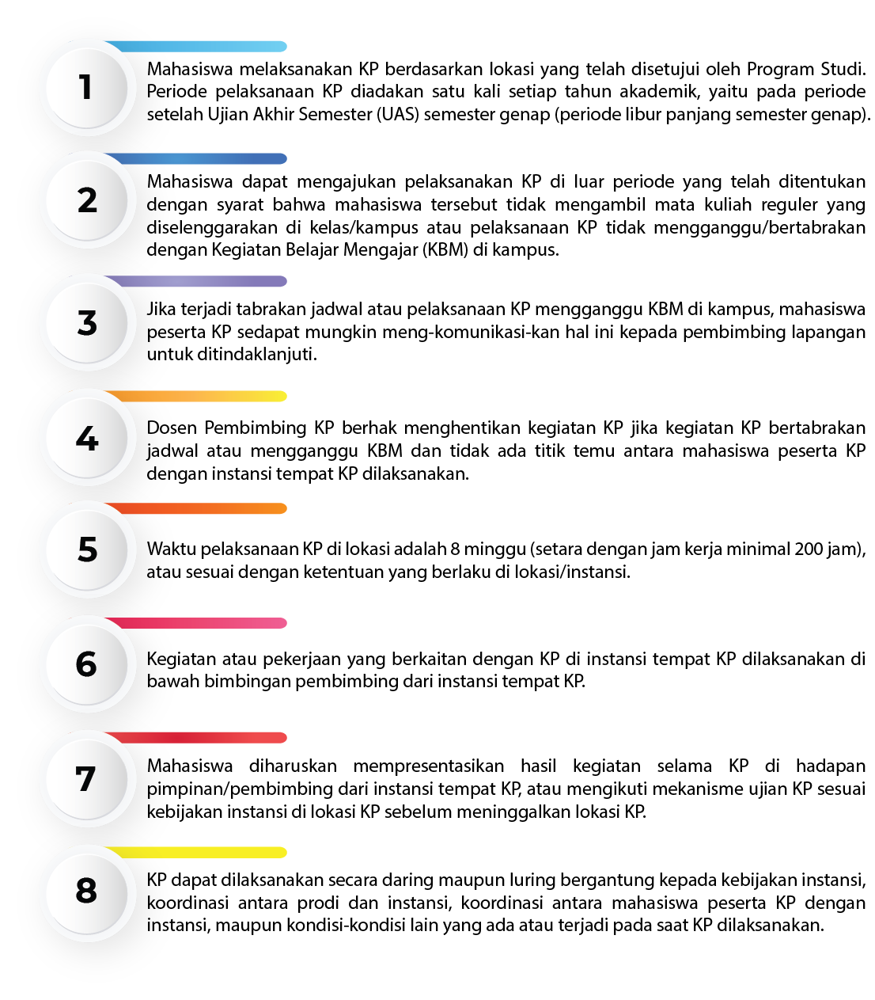 1
Mahasiswa melaksanakan KP berdasarkan lokasi yang telah disetujui oleh Program Studi.
Periode pelaksanaan KP diadakan satu kali setiap tahun akademik, yaitu pada periode
setelah Ujian Akhir Semester (UAS) semester genap (periode libur panjang semester genap).
2
Mahasiswa dapat mengajukan pelaksanakan KP di luar periode yang telah ditentukan
dengan syarat bahwa mahasiswa tersebut tidak mengambil mata kuliah reguler yang
diselenggarakan di kelas/kampus atau pelaksanaan KP tidak mengganggu/bertabrakan
dengan Kegiatan Belajar Mengajar (KBM) di kampus.
3
Jika terjadi tabrakan jadwal atau pelaksanaan KP mengganggu KBM di kampus, mahasiswa
peserta KP sedapat mungkin meng-komunikasi-kan hal ini kepada pembimbing lapangan
untuk ditindaklanjuti.
4
Dosen Pembimbing KP berhak menghentikan kegiatan KP jika kegiatan KP bertabrakan
jadwal atau mengganggu KBM dan tidak ada titik temu antara mahasiswa peserta KP
dengan instansi tempat KP dilaksanakan.
5
Waktu pelaksanaan KP di lokasi adalah 8 minggu (setara dengan jam kerja minimal 200 jam),
atau sesuai dengan ketentuan yang berlaku di lokasi/instansi.
6
Kegiatan atau pekerjaan yang berkaitan dengan KP di instansi tempat KP dilaksanakan di
bawah bimbingan pembimbing dari instansi tempat KP.
7
Mahasiswa diharuskan mempresentasikan hasil kegiatan selama KP di hadapan
pimpinan/pembimbing dari instansi tempat KP, atau mengikuti mekanisme ujian KP sesuai
kebijakan instansi di lokasi KP sebelum meninggalkan lokasi KP.
8
KP dapat dilaksanakan secara daring maupun luring bergantung kepada kebijakan instansi,
koordinasi antara prodi dan instansi, koordinasi antara mahasiswa peserta KP dengan
instansi, maupun kondisi-kondisi lain yang ada atau terjadi pada saat KP dilaksanakan.